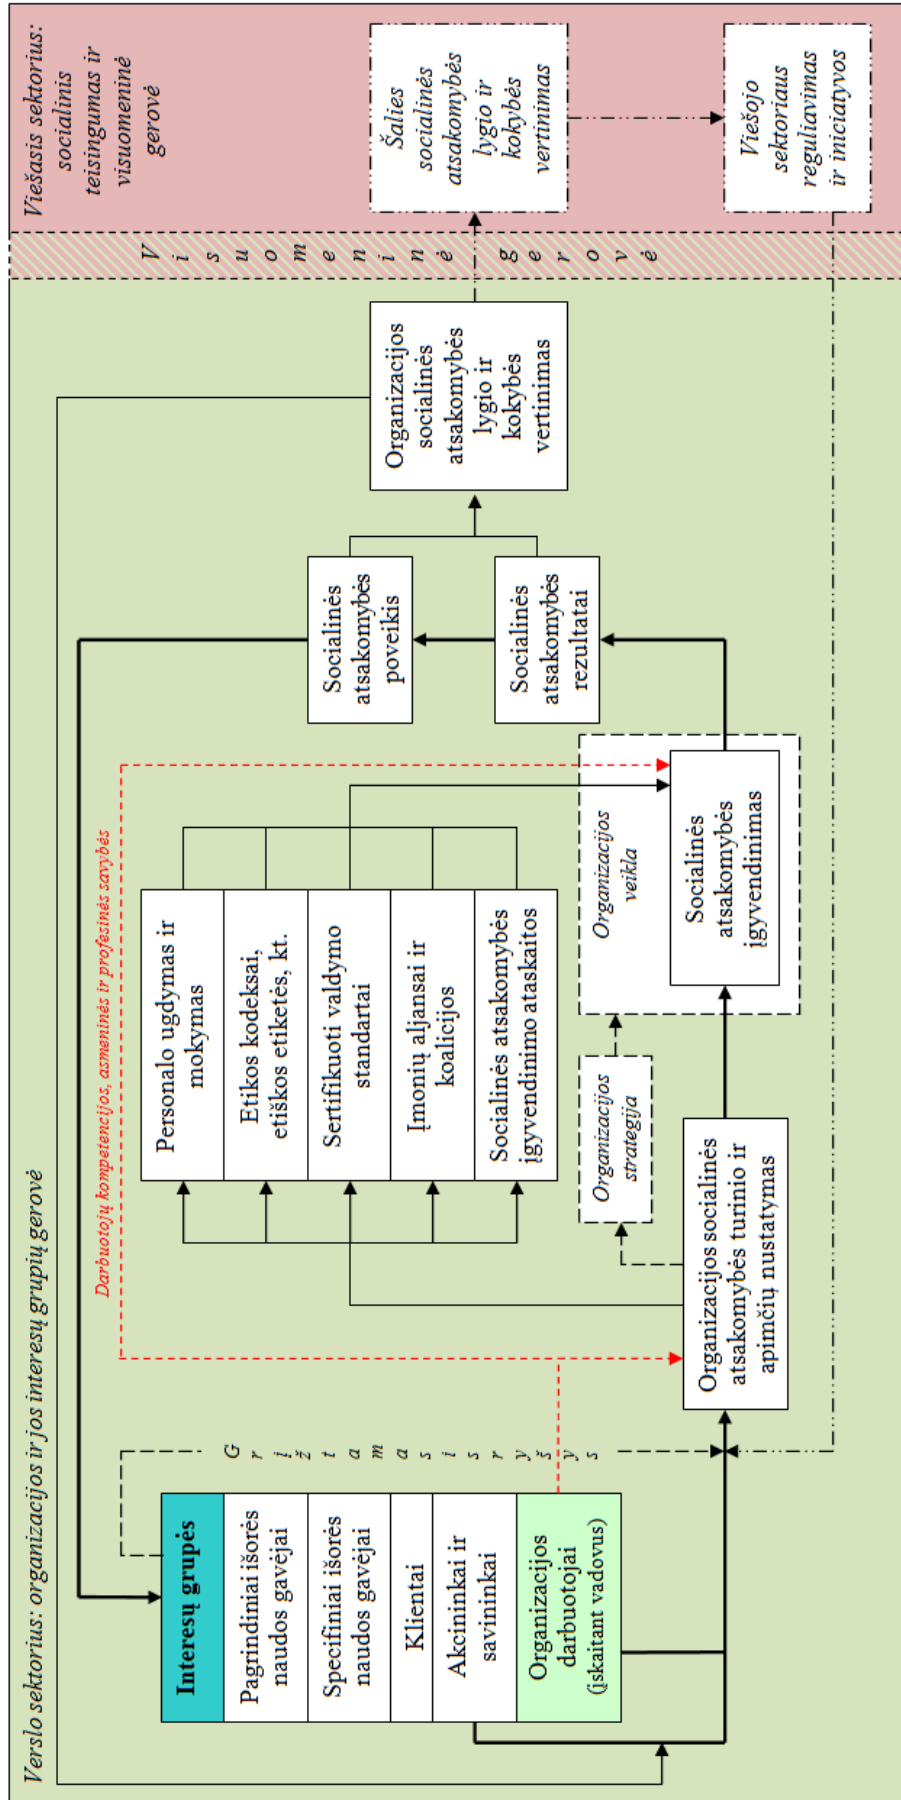 Verslo sektorius: organizacijos ir jos interesų grupių gerovė
Viešasis sektorius:
socialinis
teisingumas ir
visuomeninė
gerovė
Darbuotojų kompetencijos, asmeninės ir profesinės savybės
Interesų grupės
Pagrindiniai išorės
naudos gavėjai
Specifiniai išorės
naudos gavėjai
Klientai
Akcininkai ir
savininkai
Organizacijos
darbuotojai
(įskaitant vadovus)
Grįžtamasis ryšys
Personalo ugdymas ir
mokymas
Etikos kodeksai,
etiškos etiketės, kt.
Sertifikuoti valdymo
standartai
Įmonių aljansai ir
koalicijos
Socialinės atsakomybės
įgyvendinimo ataskaitos
Organizacijos
strategija
Organizacijos
veikla
Organizacijos socialinės
atsakomybės turinio ir
apimčių nustatymas
Socialinės
atsakomybės
įgyvendinimas
Socialinės
atsakomybės
poveikis
Socialinės
atsakomybės
rezultatai
Organizacijos
socialinės
atsakomybės
lygio ir
kokybės
vertinimas
Visuomeninė gerovė
Šalies
socialinės
atsakomybės
lygio ir
kokybės
vertinimas
Viešojo
sektoriaus
reguliavimas
ir iniciatyvos